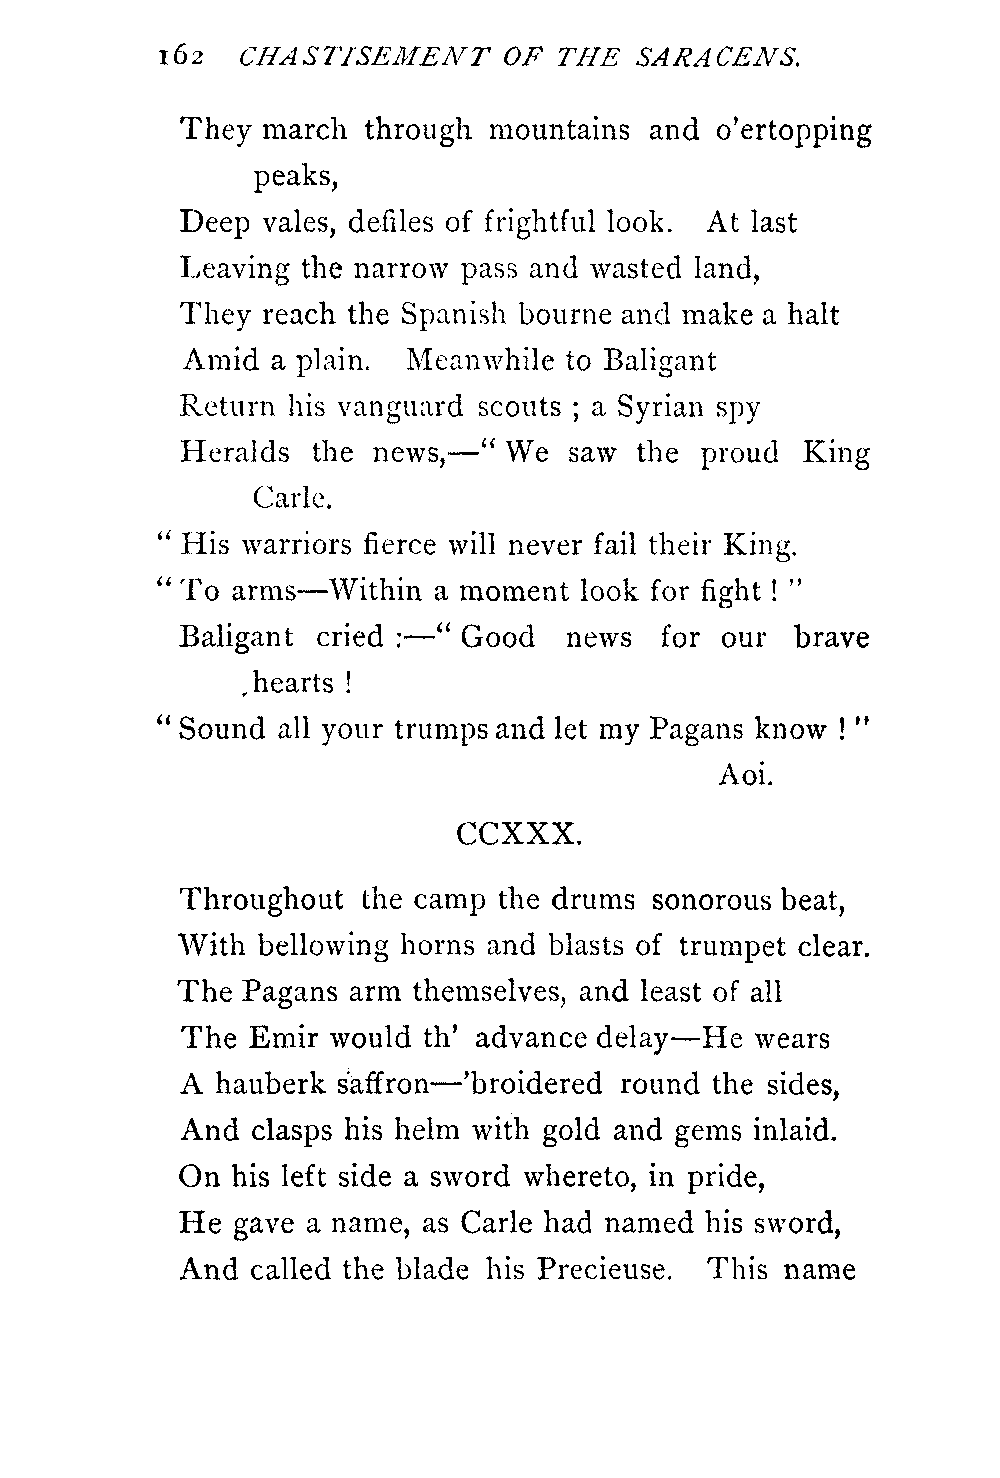 162 CHASTISEMENT OF THE SARACENS.
They march through mountains and o'ertopping
peaks,
Deep vales, defiles of frightful look. At last
Leaving the narrow pass and wasted land,
They reach the Spanish bourne and make a halt
Amid a plain. Meanwhile to Baligant
Return his vanguard scouts ; a Syrian spy
Heralds the news,—“ We saw the proud King
Carle.
“ His warriors fierce will never fail their King.
“ To arms—Within a moment look for fight ! ”
Baligant cried :—“ Good news for our brave
hearts !
“ Sound all your trumps and let my Pagans know ! "
Aoi.
CCXXX.
Throughout the camp the drums sonorous beat,
With bellowing horns and blasts of trumpet clear.
The Pagans arm themselves, and least of all
The Emir would th' advance delay—He wears
A hauberk saffron—'broidered round the sides,
And clasps his helm with gold and gems inlaid.
On his left side a sword whereto, in pride,
He gave a name, as Carle had named his sword,
And called the blade his Precieuse. This name